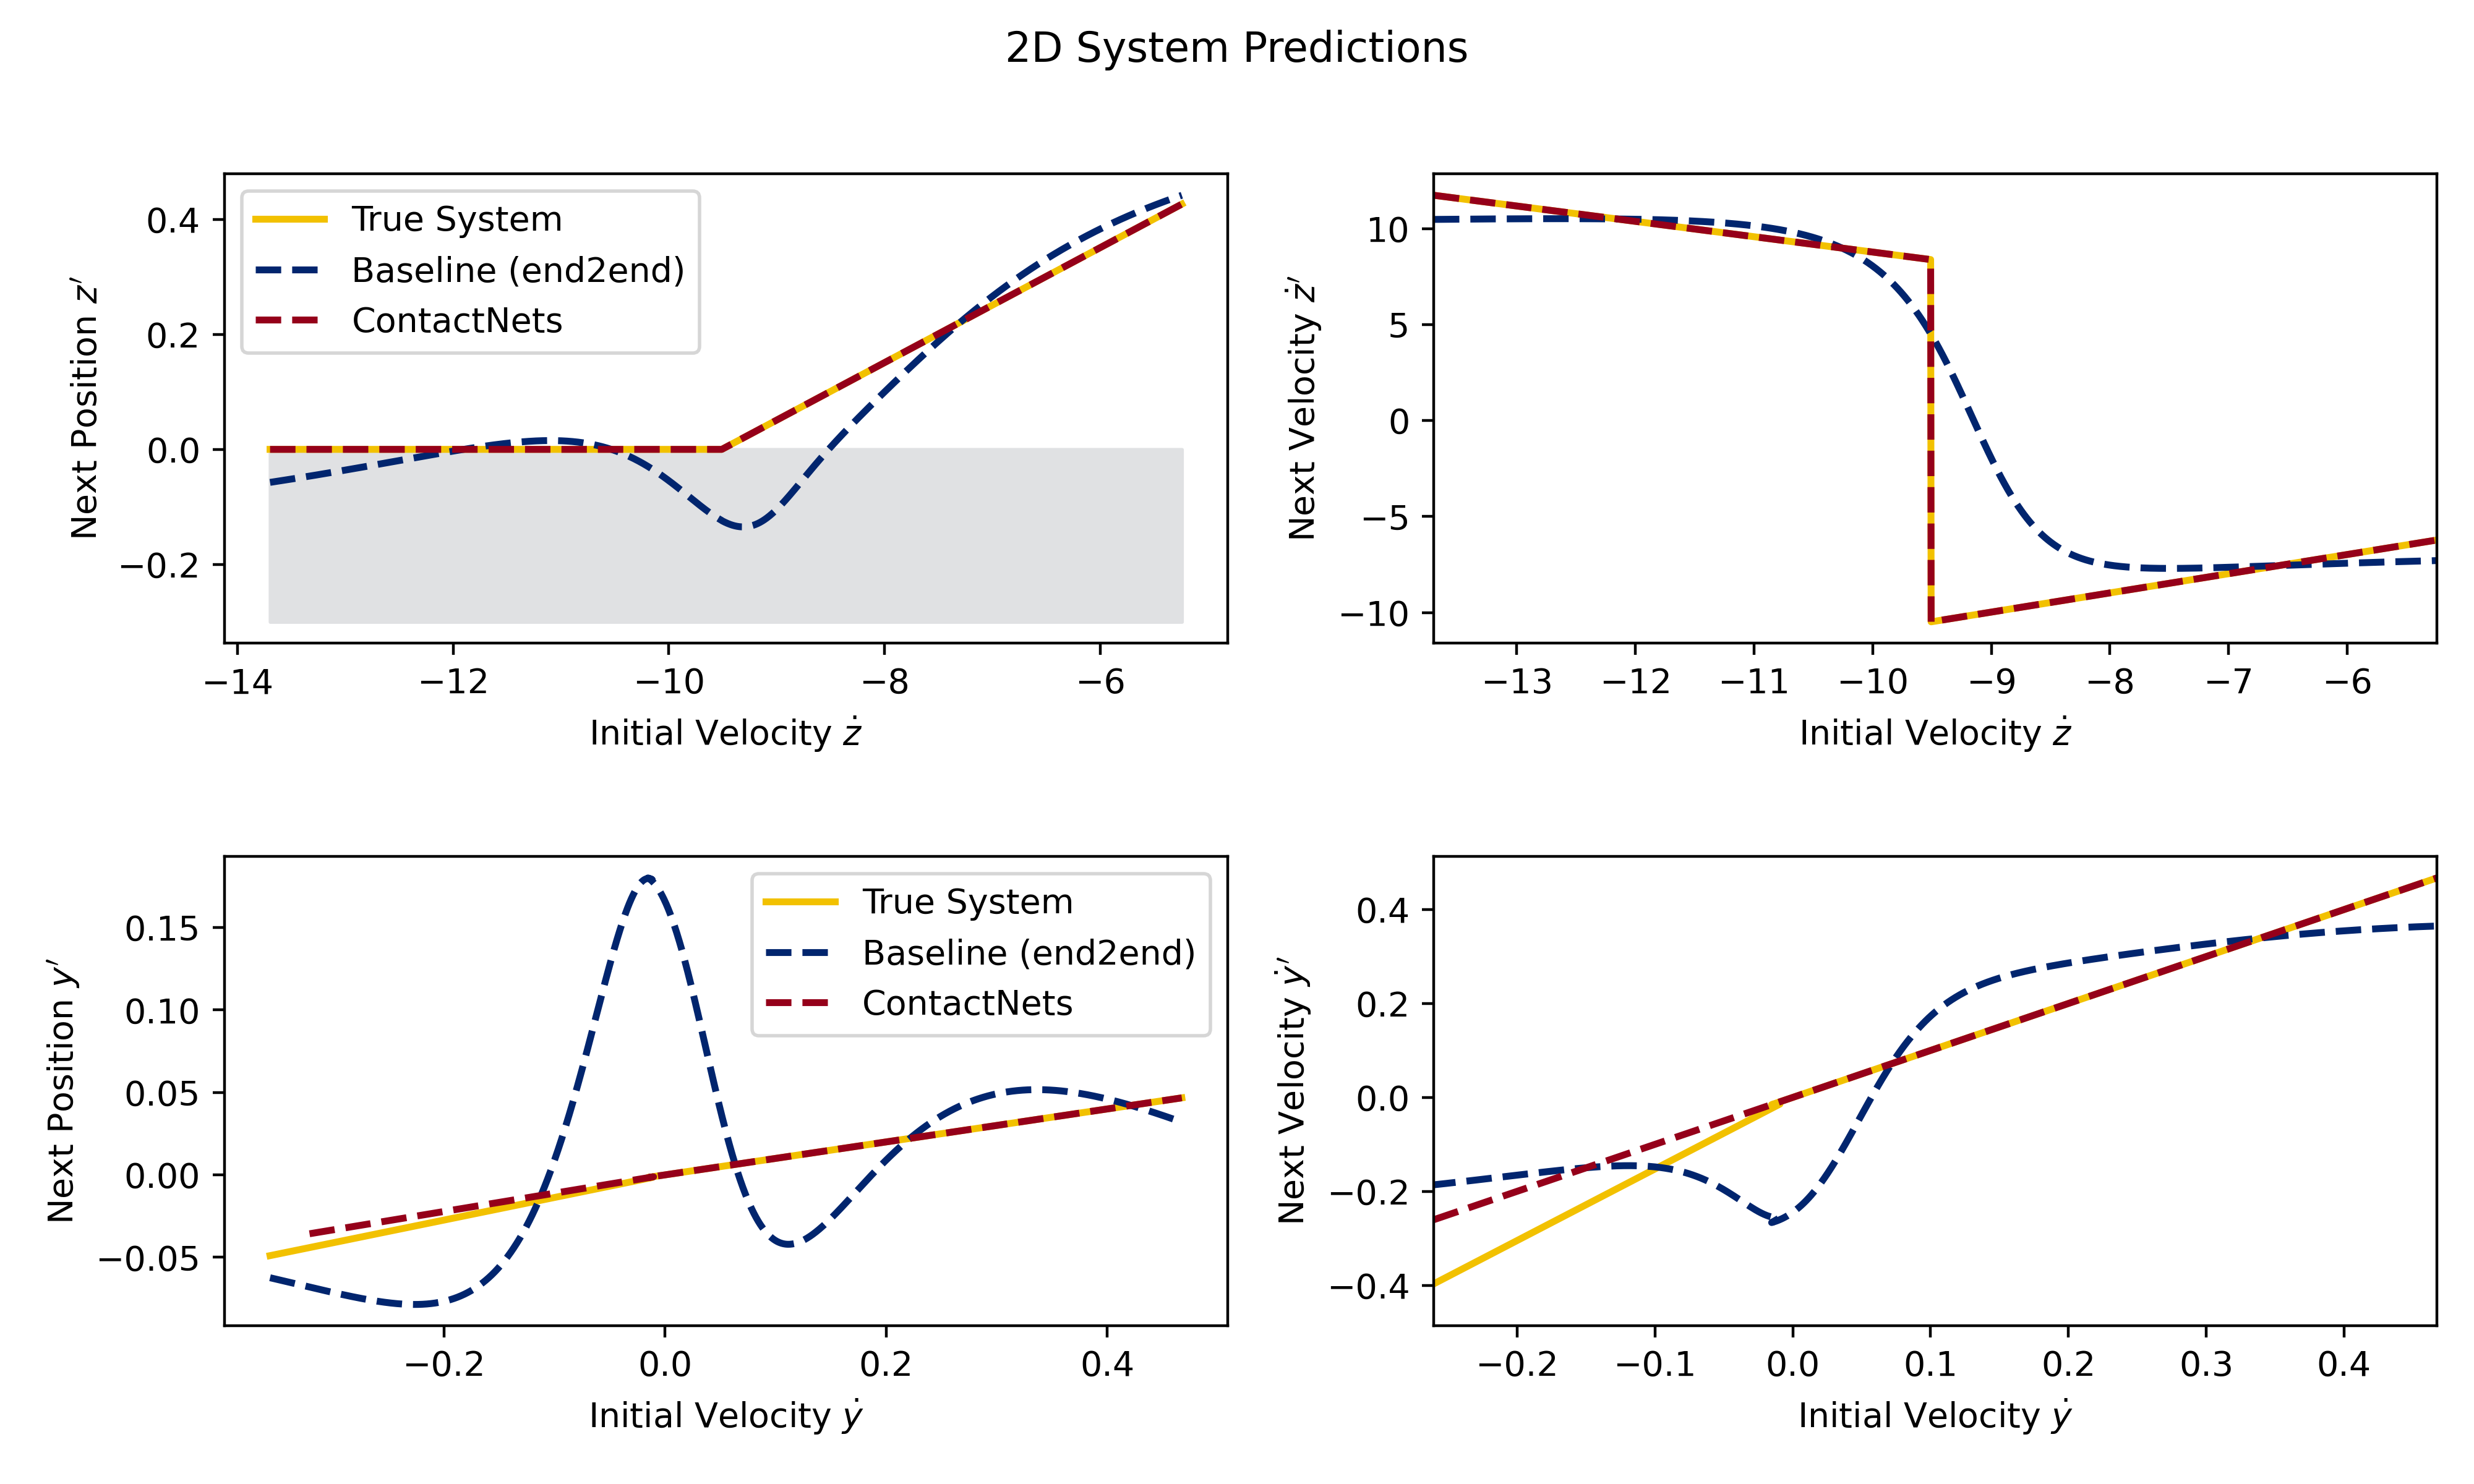 2D System Predictions
True System
Baseline (end2end)
ContactNets
Next Position z′
0.4
0.2
0.0
−0.2
−14
−12
−10
−8
−6
Initial Velocity ż
Next Velocity ż′
10
5
0
−5
−10
−13
−12
−11
−10
−9
−8
−7
−6
Initial Velocity ż
True System
Baseline (end2end)
ContactNets
Next Position y′
0.15
0.10
0.05
0.00
−0.05
−0.2
0.0
0.2
0.4
Initial Velocity ẏ
Next Velocity ẏ′
0.4
0.2
0.0
−0.2
−0.4
−0.2
−0.1
0.0
0.1
0.2
0.3
0.4
Initial Velocity ẏ